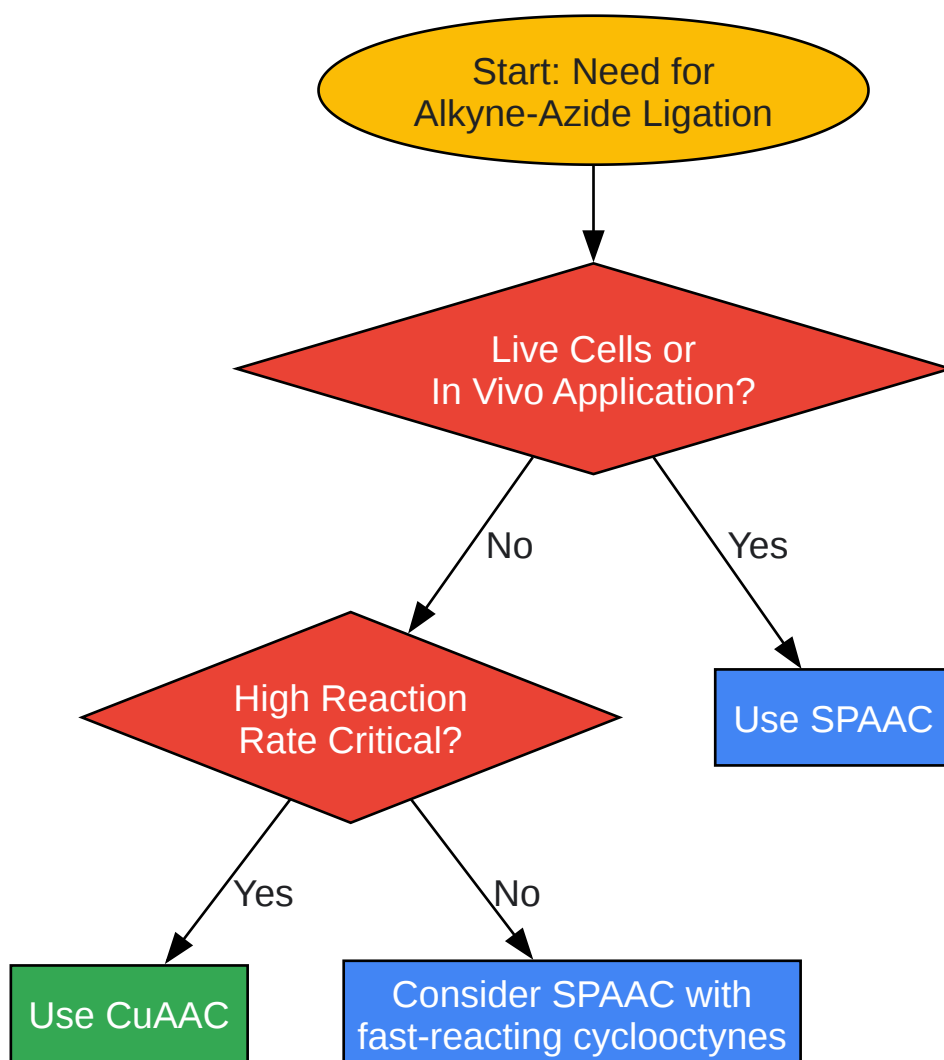 Start: Need for
Alkyne-Azide Ligation
Live Cells or
In Vivo Application?
No
Yes
High Reaction
Rate Critical?
Use SPAAC
Yes
No
Use CuAAC
Consider SPAAC with
fast-reacting cyclooctynes